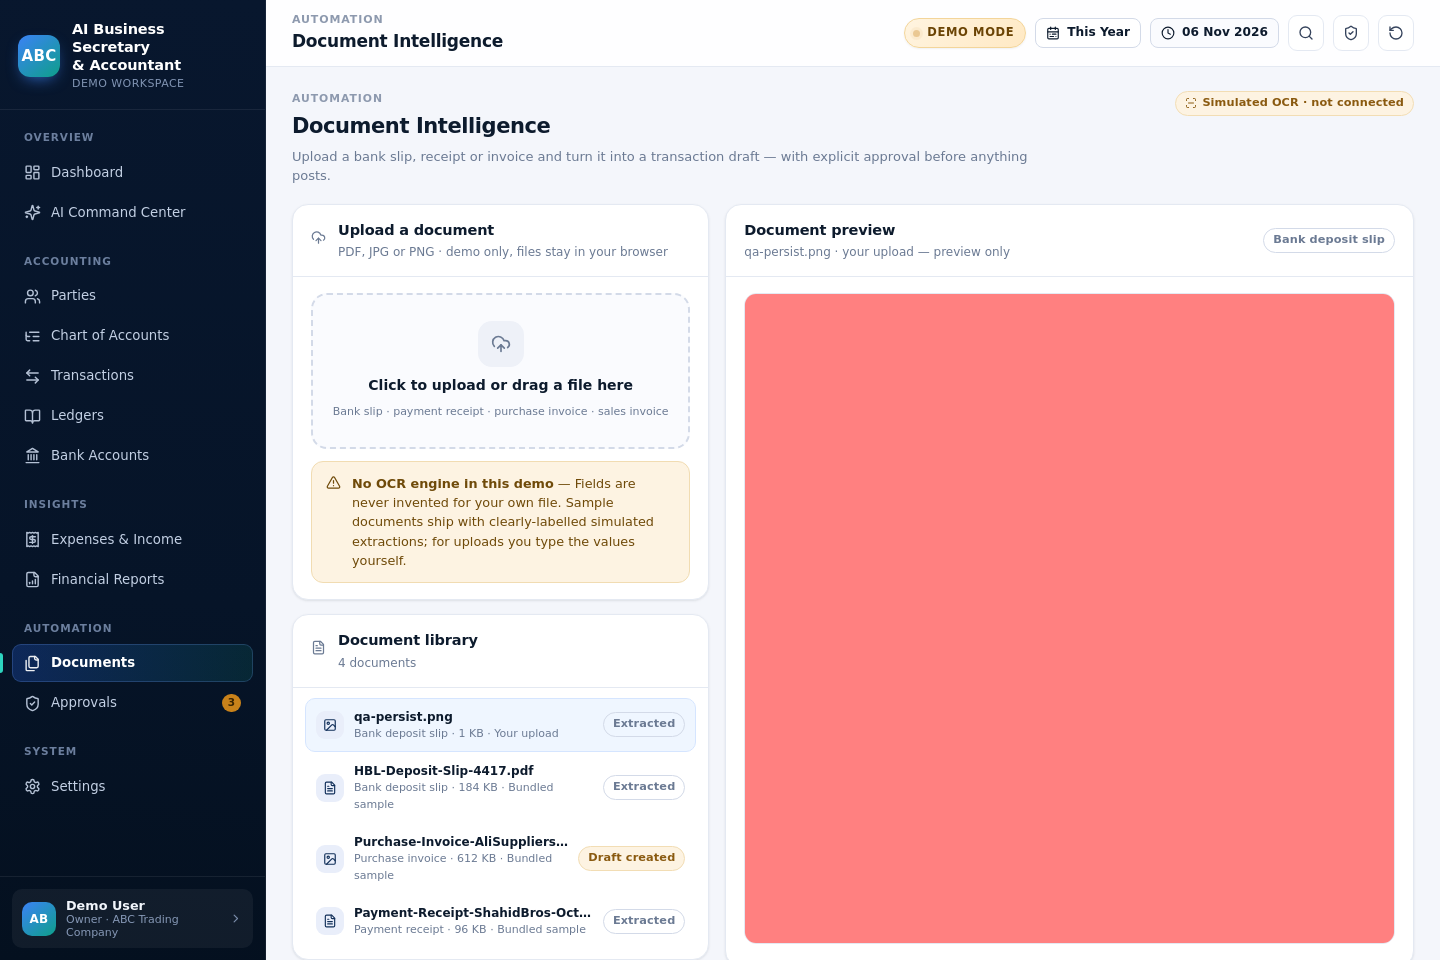 ABC
AI Business
Secretary
& Accountant
DEMO WORKSPACE
OVERVIEW
Dashboard
AI Command Center
ACCOUNTING
Parties
Chart of Accounts
Transactions
Ledgers
Bank Accounts
INSIGHTS
Expenses & Income
Financial Reports
AUTOMATION
Documents
Approvals
3
SYSTEM
Settings
AB
Demo User
Owner · ABC Trading
Company
AUTOMATION
Document Intelligence
DEMO MODE
This Year
06 Nov 2026
AUTOMATION
Document Intelligence
Upload a bank slip, receipt or invoice and turn it into a transaction draft — with explicit approval before anything
posts.
Simulated OCR · not connected
Upload a document
PDF, JPG or PNG · demo only, files stay in your browser
Click to upload or drag a file here
Bank slip · payment receipt · purchase invoice · sales invoice
No OCR engine in this demo — Fields are
never invented for your own file. Sample
documents ship with clearly-labelled simulated
extractions; for uploads you type the values
yourself.
Document library
4 documents
qa-persist.png
Bank deposit slip · 1 KB · Your upload
Extracted
HBL-Deposit-Slip-4417.pdf
Bank deposit slip · 184 KB · Bundled
sample
Extracted
Purchase-Invoice-AliSuppliers…
Purchase invoice · 612 KB · Bundled
sample
Draft created
Payment-Receipt-ShahidBros-Oct…
Payment receipt · 96 KB · Bundled sample
Extracted
Document preview
qa-persist.png · your upload — preview only
Bank deposit slip